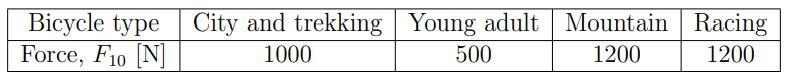 Bicycle type City and trekking Young adult Mountain Racing
Force, F10 [N] 1000 500 1200 1200